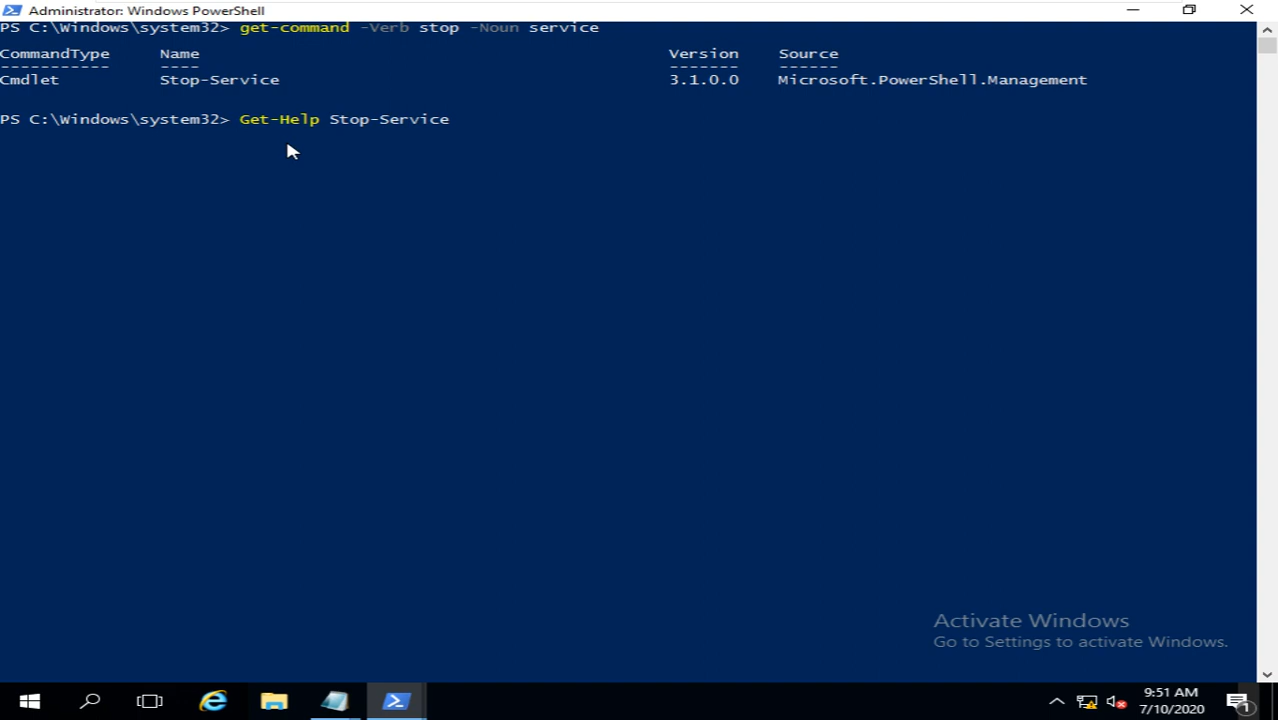 Administrator: Windows PowerShell
PS C:\Windows\system32> get-command -Verb stop -Noun service
CommandType Name Version Source
----------- ---- ------- ------
Cmdlet Stop-Service 3.1.0.0 Microsoft.PowerShell.Management
PS C:\Windows\system32> Get-Help Stop-Service
Activate Windows
Go to Settings to activate Windows.
9:51 AM
7/10/2020
1